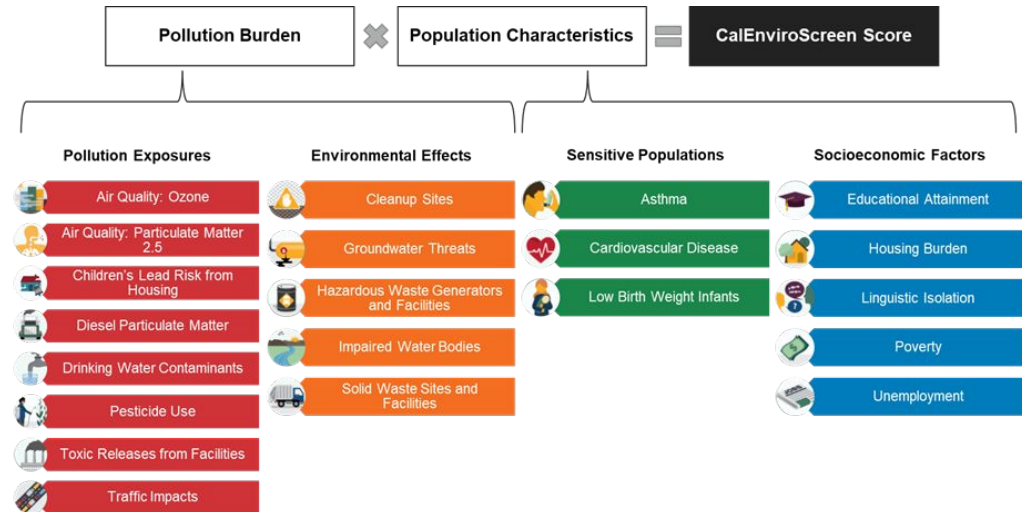 Pollution Burden
Population Characteristics
CalEnviroScreen Score
Pollution Exposures
Air Quality: Ozone
Air Quality: Particulate Matter
2.5
Children's Lead Risk from
Housing
Diesel Particulate Matter
Drinking Water Contaminants
Pesticide Use
Toxic Releases from Facilities
Traffic Impacts
Environmental Effects
Cleanup Sites
Groundwater Threats
Hazardous Waste Generators
and Facilities
Impaired Water Bodies
Solid Waste Sites and
Facilities
Sensitive Populations
Asthma
Cardiovascular Disease
Low Birth Weight Infants
Socioeconomic Factors
Educational Attainment
Housing Burden
Linguistic Isolation
Poverty
Unemployment